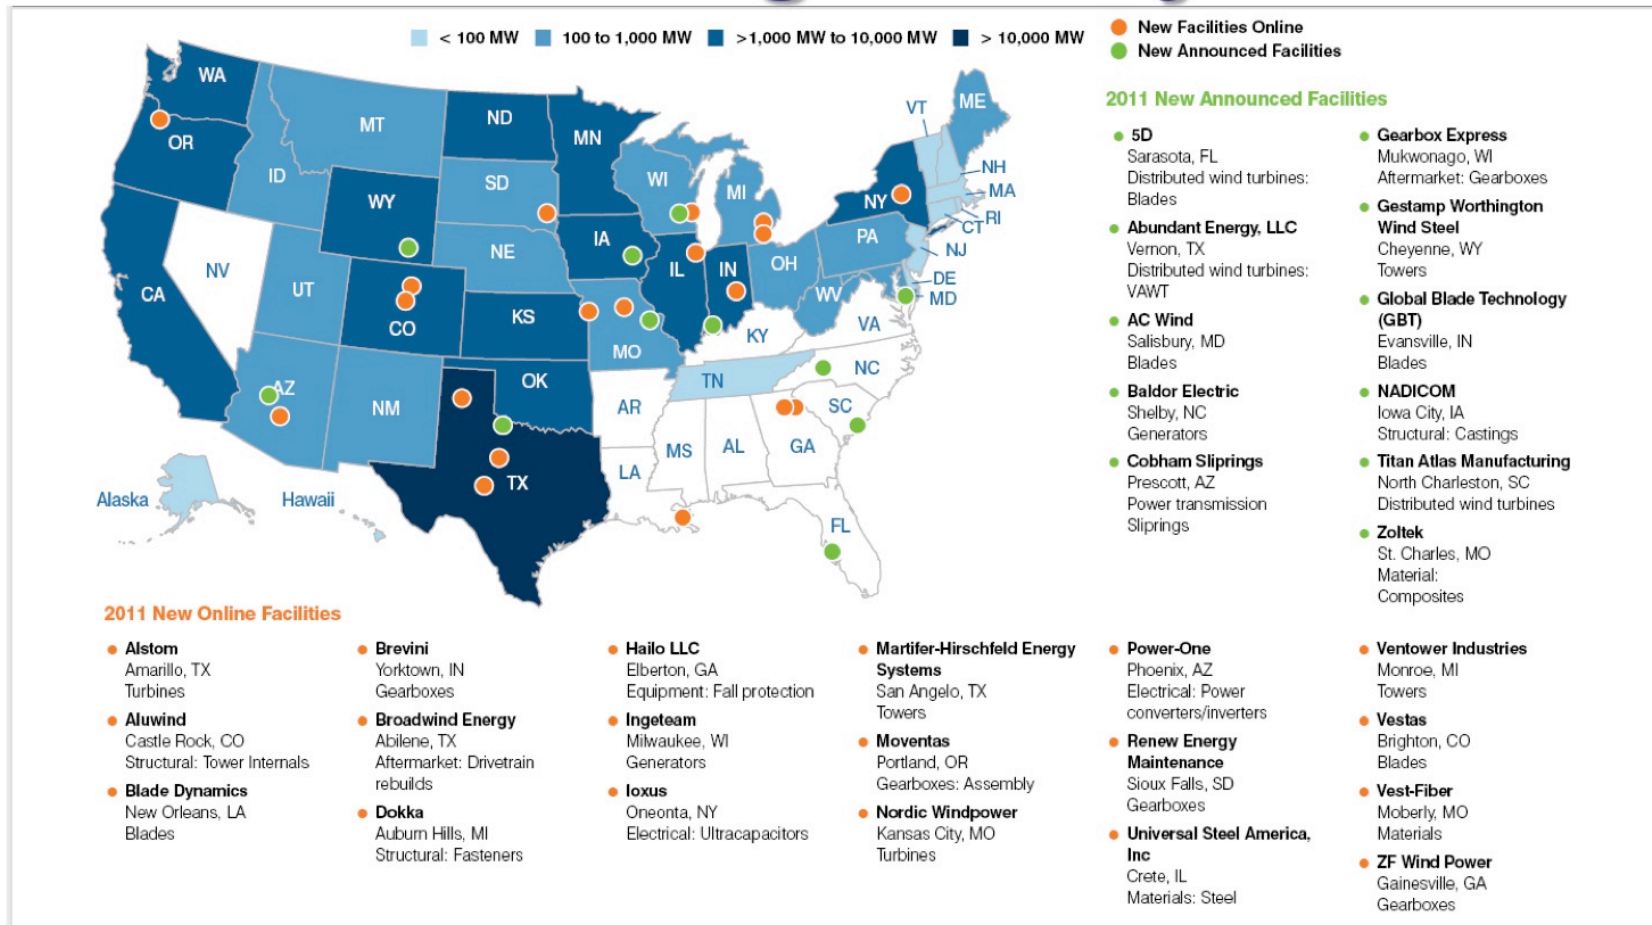 < 100 MW
100 to 1,000 MW
>1,000 MW to 10,000 MW
> 10,000 MW
New Facilities Online
New Announced Facilities
WA
OR
CA
NV
ID
MT
WY
UT
CO
AZ
NM
ND
SD
NE
KS
OK
TX
MN
IA
MO
AR
LA
WI
IL
MI
IN
OH
KY
TN
MS
AL
GA
FL
SC
NC
VA
WV
PA
NY
VT
ME
NH
MA
RI
CT
NJ
DE
MD
Alaska
Hawaii
2011 New Announced Facilities
5D
Sarasota, FL
Distributed wind turbines:
Blades
Abundant Energy, LLC
Vernon, TX
Distributed wind turbines:
VAWT
AC Wind
Salisbury, MD
Blades
Baldor Electric
Shelby, NC
Generators
Cobham Sliprings
Prescott, AZ
Power transmission
Sliprings
Gearbox Express
Mukwonago, WI
Aftermarket: Gearboxes
Gestamp Worthington
Wind Steel
Cheyenne, WY
Towers
Global Blade Technology
(GBT)
Evansville, IN
Blades
NADICOM
Iowa City, IA
Structural: Castings
Titan Atlas Manufacturing
North Charleston, SC
Distributed wind turbines
Zoltek
St. Charles, MO
Material:
Composites
2011 New Online Facilities
Alstom
Amarillo, TX
Turbines
Aluwind
Castle Rock, CO
Structural: Tower Internals
Blade Dynamics
New Orleans, LA
Blades
Brevini
Yorktown, IN
Gearboxes
Broadwind Energy
Abilene, TX
Aftermarket: Drivetrain
rebuilds
Dokka
Auburn Hills, MI
Structural: Fasteners
Hailo LLC
Elberton, GA
Equipment: Fall protection
Ingeteam
Milwaukee, WI
Generators
Ioxus
Oneonta, NY
Electrical: Ultracapacitors
Martifer-Hirschfeld Energy
Systems
San Angelo, TX
Towers
Moventas
Portland, OR
Gearboxes: Assembly
Nordic Windpower
Kansas City, MO
Turbines
Power-One
Phoenix, AZ
Electrical: Power
converters/inverters
Renew Energy
Maintenance
Sioux Falls, SD
Gearboxes
Universal Steel America,
Inc
Crete, IL
Materials: Steel
Ventower Industries
Monroe, MI
Towers
Vestas
Brighton, CO
Blades
Vest-Fiber
Moberly, MO
Materials
ZF Wind Power
Gainesville, GA
Gearboxes